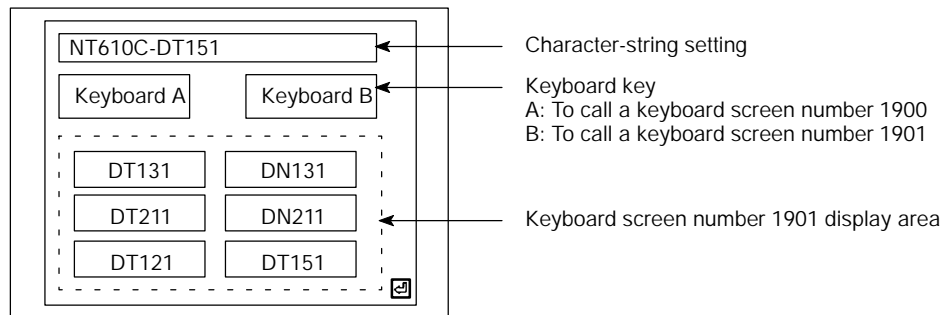 NT610C-DT151
Character-string setting
Keyboard A
Keyboard B
Keyboard key
A: To call a keyboard screen number 1900
B: To call a keyboard screen number 1901
DT131
DN131
DT211
DN211
Keyboard screen number 1901 display area
DT121
DT151